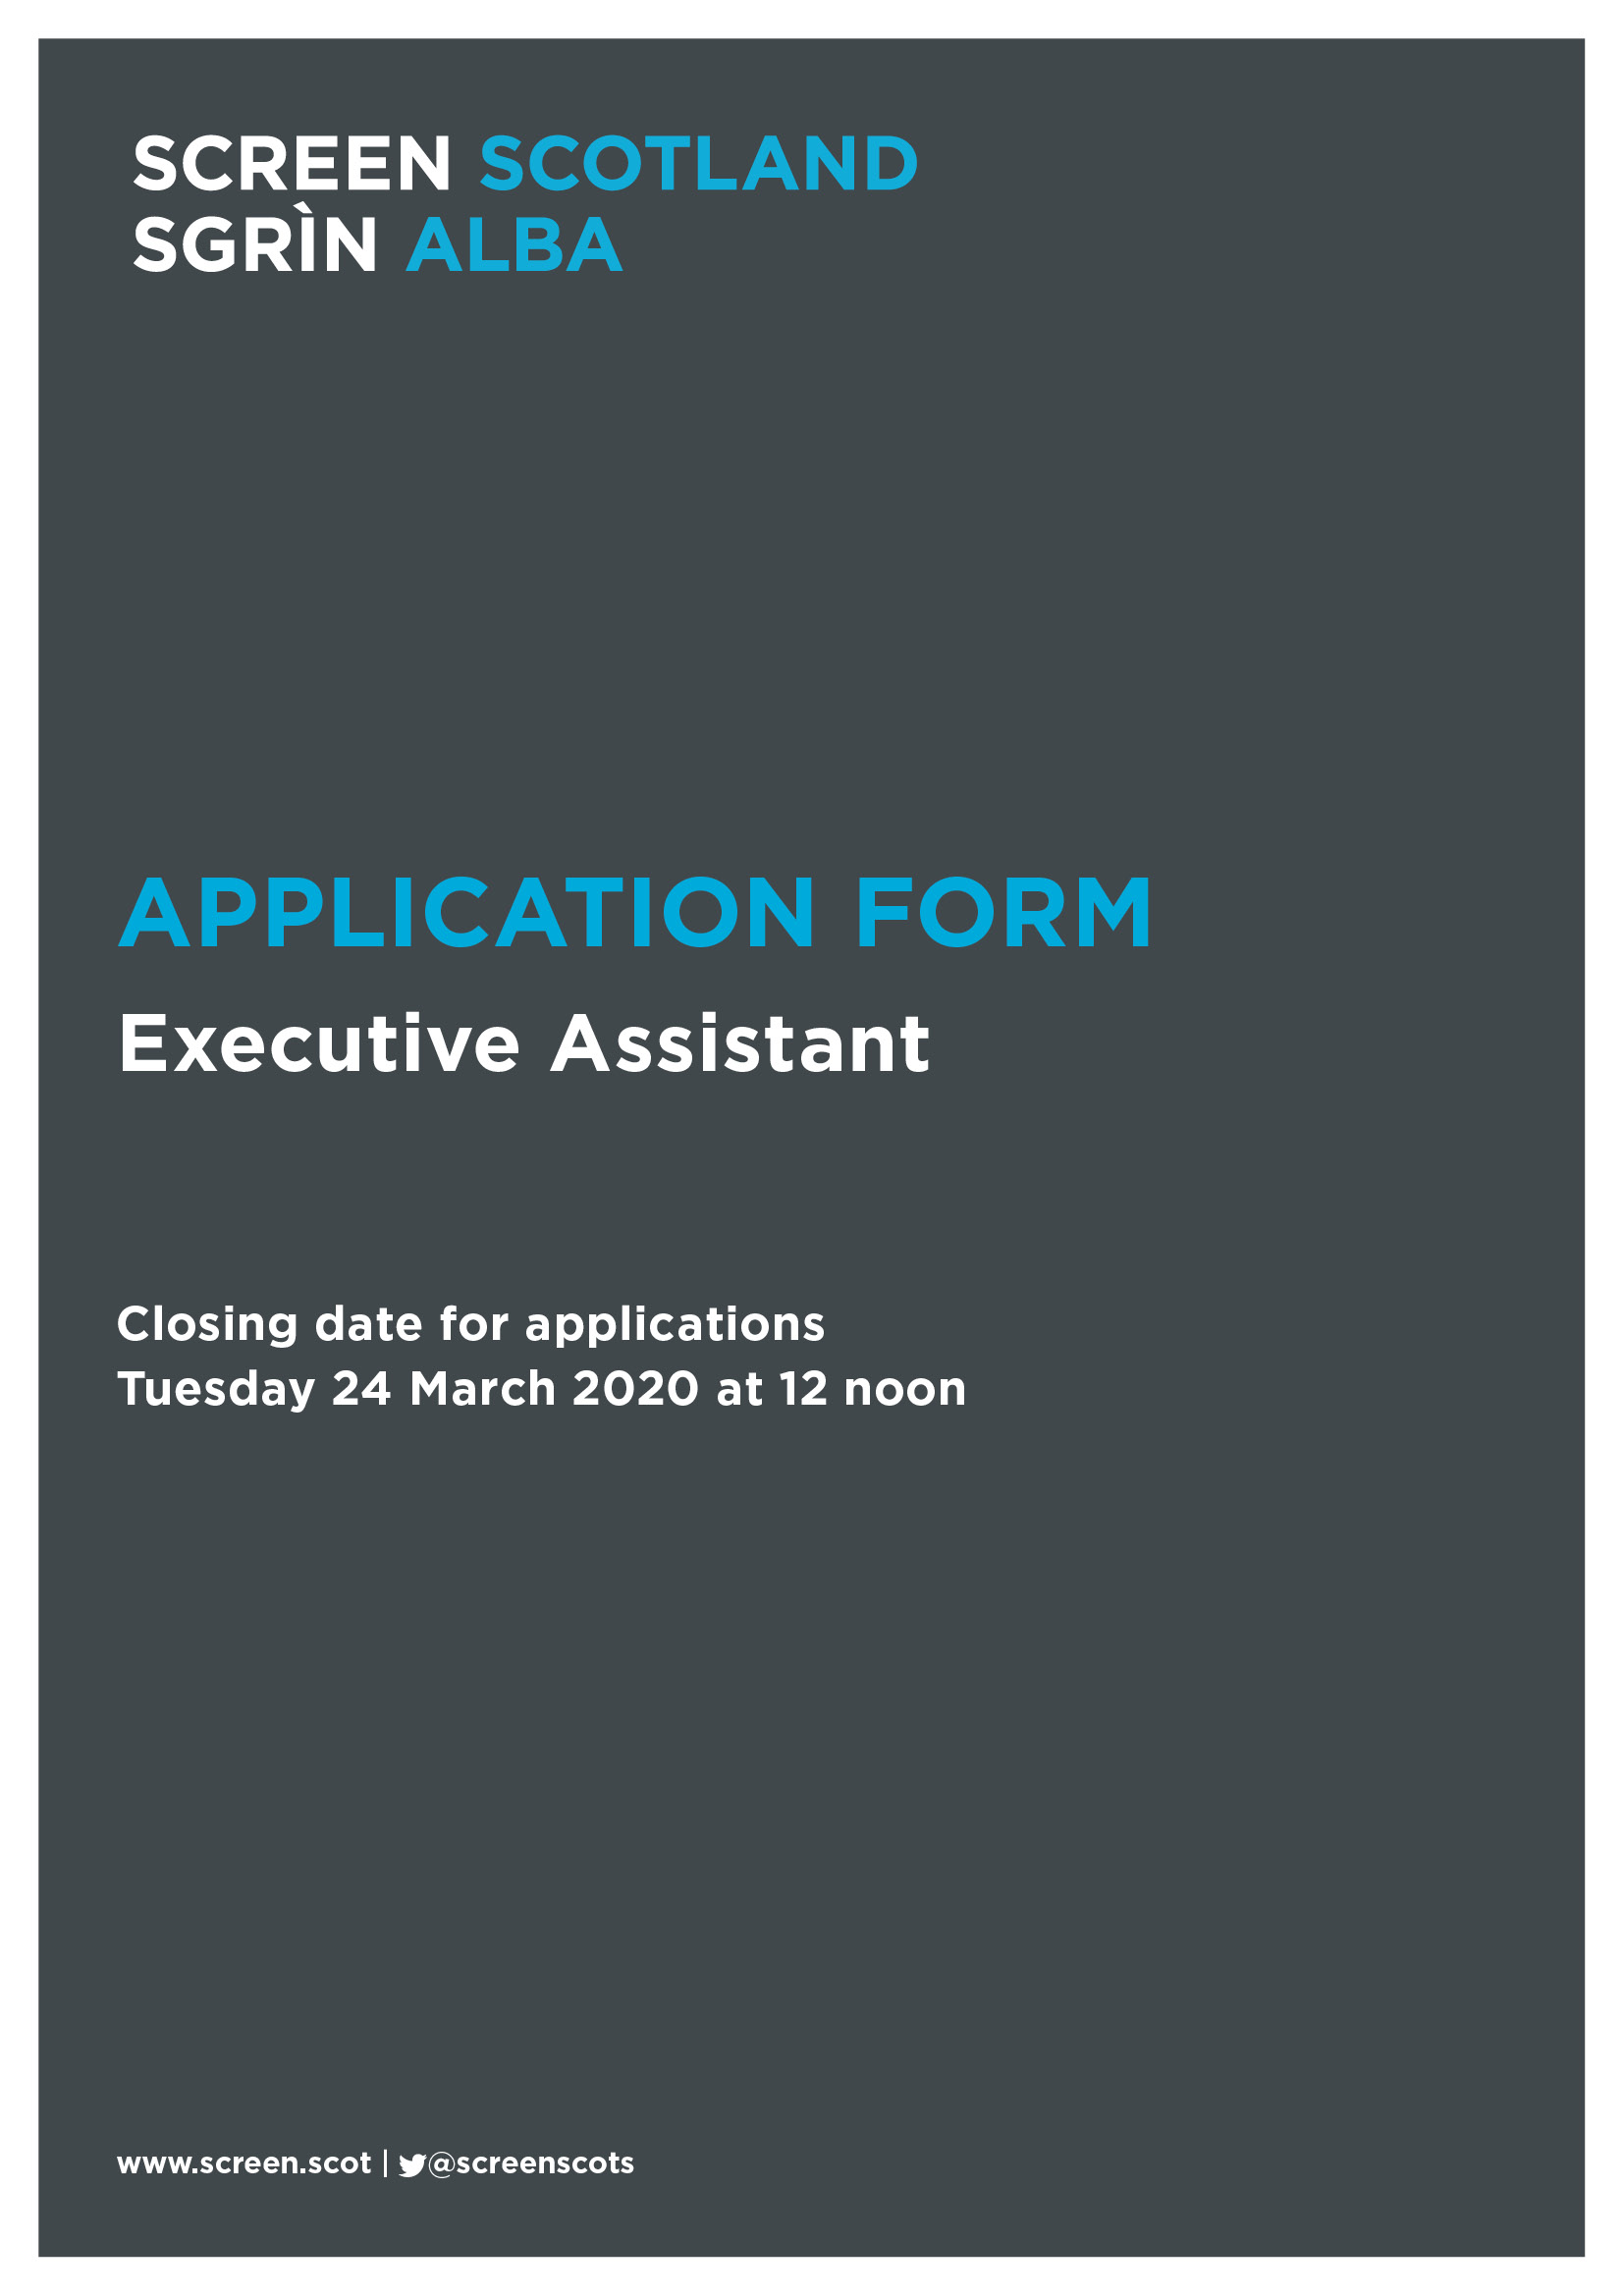 SCREEN SCOTLAND
SGRÌN ALBA
APPLICATION FORM
Executive Assistant
Closing date for applications
Tuesday 24 March 2020 at 12 noon
www.screen.scot | @screenscots